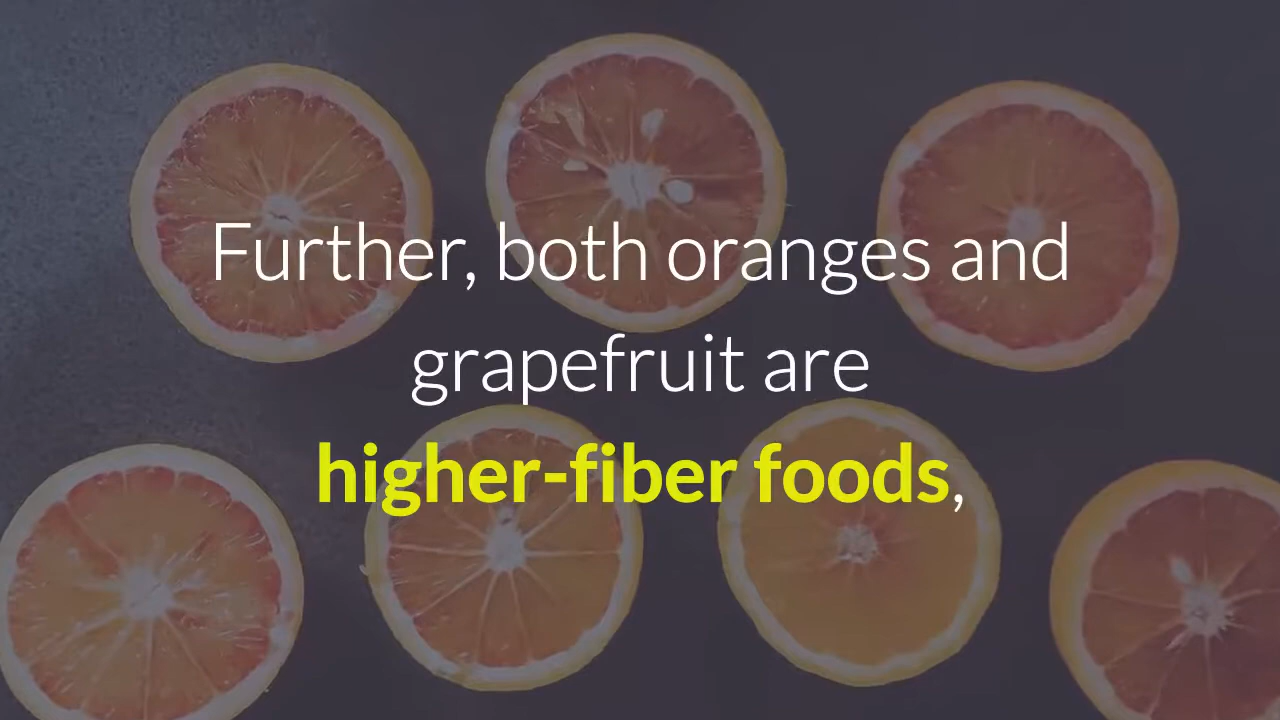 Further, both oranges and
grapefruit are
higher-fiber foods,